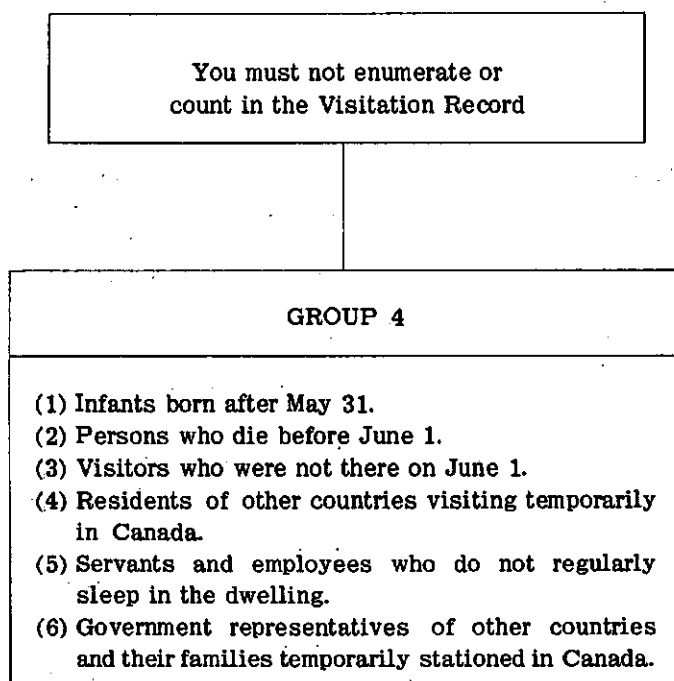 You must not enumerate or
count in the Visitation Record
GROUP 4
(1) Infants born after May 31.
(2) Persons who die before June 1.
(3) Visitors who were not there on June 1.
(4) Residents of other countries visiting temporarily
in Canada.
(5) Servants and employees who do not regularly
sleep in the dwelling.
(6) Government representatives of other countries
and their families temporarily stationed in Canada.